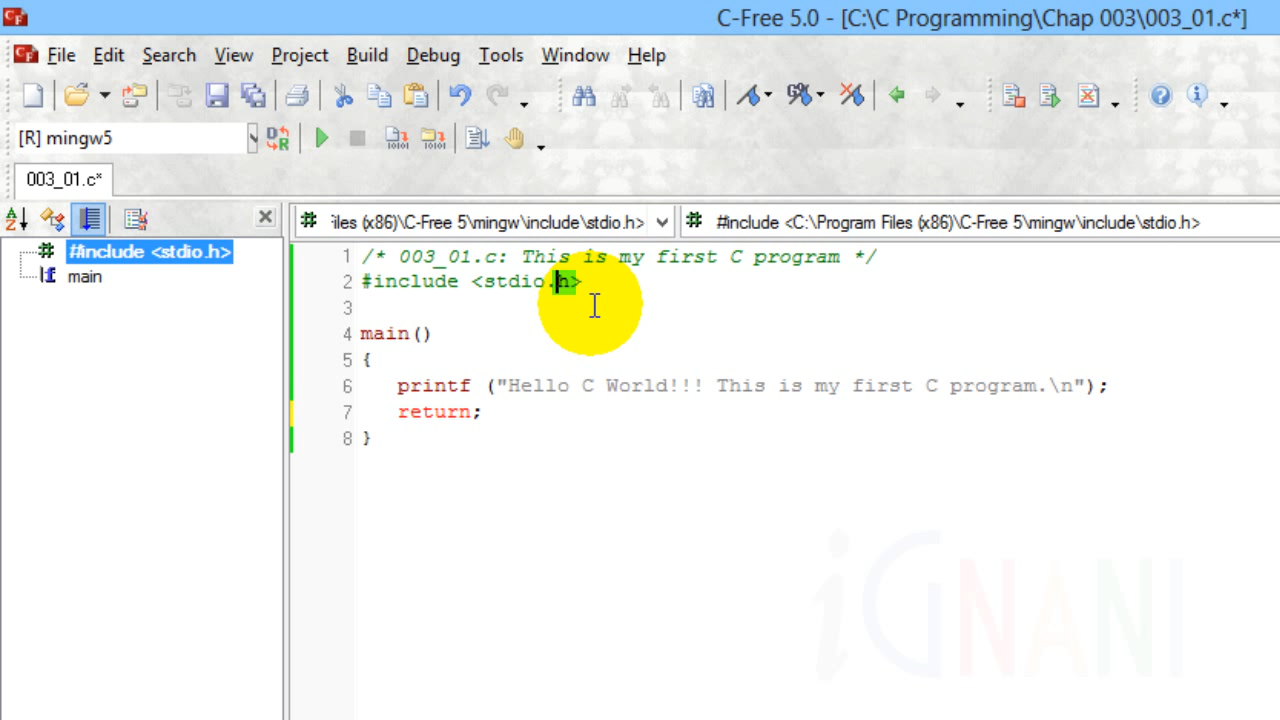 C-Free 5.0 - [C:\C Programming\Chap 003\003_01.c*]
File Edit Search View Project Build Debug Tools Window Help
[R] mingw5
003_01.c*
iles (x86)\C-Free 5\mingw\include\stdio.h> #include <C:\Program Files (x86)\C-Free 5\mingw\include\stdio.h>
#include <stdio.h>
main
1 /* 003_01.c: This is my first C program */
2 #include <stdio.h>
3
4 main()
5 {
6 printf ("Hello C World!!! This is my first C program.\n");
7 return;
8 }
iGNANI